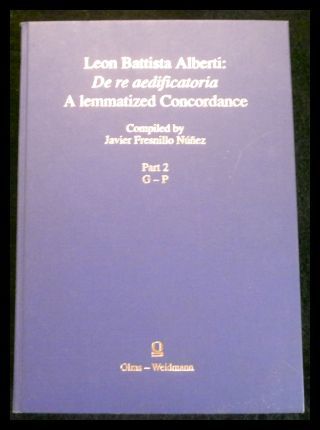 Leon Battista Alberti:
De re aedificatoria
A lemmatized Concordance
Compiled by
Javier Fresnillo Núñez
Part 2
G – P
Olms – Weidmann